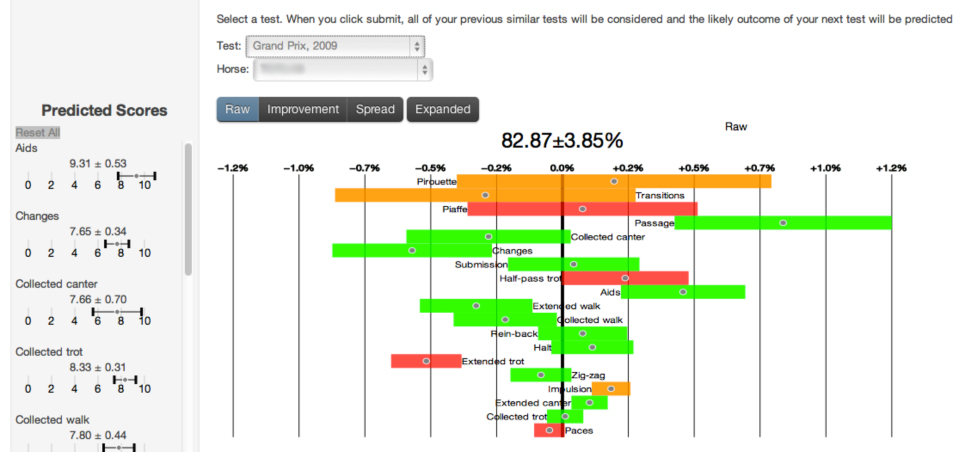 Select a test. When you click submit, all of your previous similar tests will be considered and the likely outcome of your next test will be predicted
Test: Grand Prix, 2009
Horse:
Raw Improvement Spread Expanded
Raw
82.87±3.85%
-1.2% -1.0% -0.7% -0.5% -0.2% 0.0% +0.2% +0.5% +0.7% +1.0% +1.2%
Pirouette
Transitions
Piaffe
Passage
Collected canter
Changes
Submission
Half-pass trot
Aids
Extended walk
Collected walk
Rein-back
Halt
Extended trot
Zig-zag
Impulsion
Extended canter
Collected trot
Paces
Predicted Scores
Reset All
Aids
9.31 ± 0.53
0 2 4 6 8 10
Changes
7.65 ± 0.34
0 2 4 6 8 10
Collected canter
7.66 ± 0.70
0 2 4 6 8 10
Collected trot
8.33 ± 0.31
0 2 4 6 8 10
Collected walk
7.80 ± 0.44